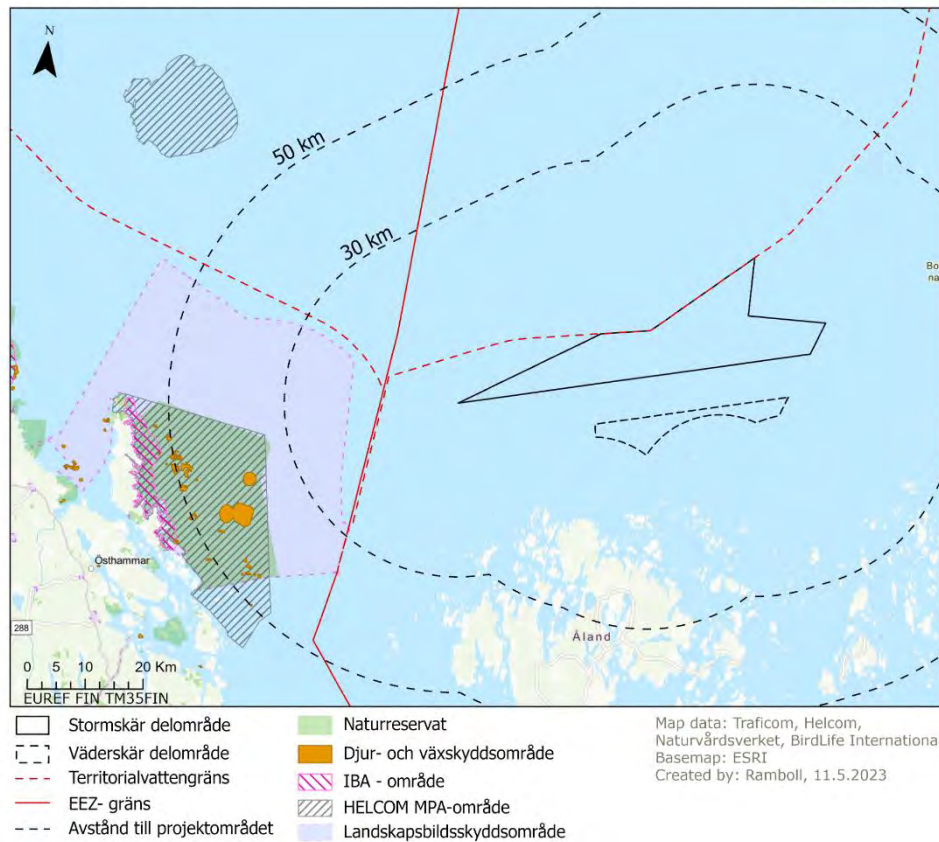 N
50 km
30 km
Bo
na
Östhammar
288
Åland
0 5 10 20 Km
EUREF FIN TM35FIN
Stormskär delområde
Väderskär delområde
Territorialvattengräns
EEZ- gräns
Avstånd till projektområdet
Naturreservat
Djur- och växskyddsområde
IBA - område
HELCOM MPA-område
Landskapsbildsskyddsområde
Map data: Traficom, Helcom,
Naturvårdsverket, BirdLife Internationa
Basemap: ESRI
Created by: Ramboll, 11.5.2023